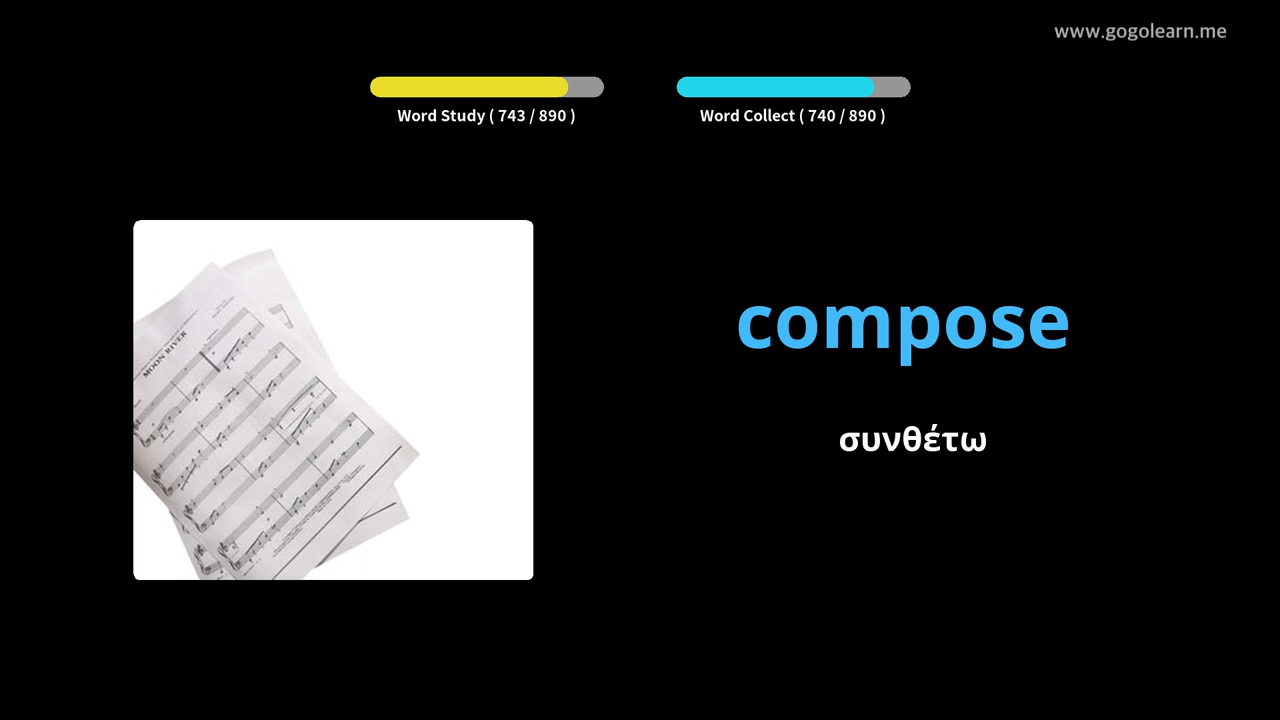 www.gogolearn.me
Word Study ( 743 / 890 )
Word Collect ( 740 / 890 )
MOON RIVER
compose
συνθέτω